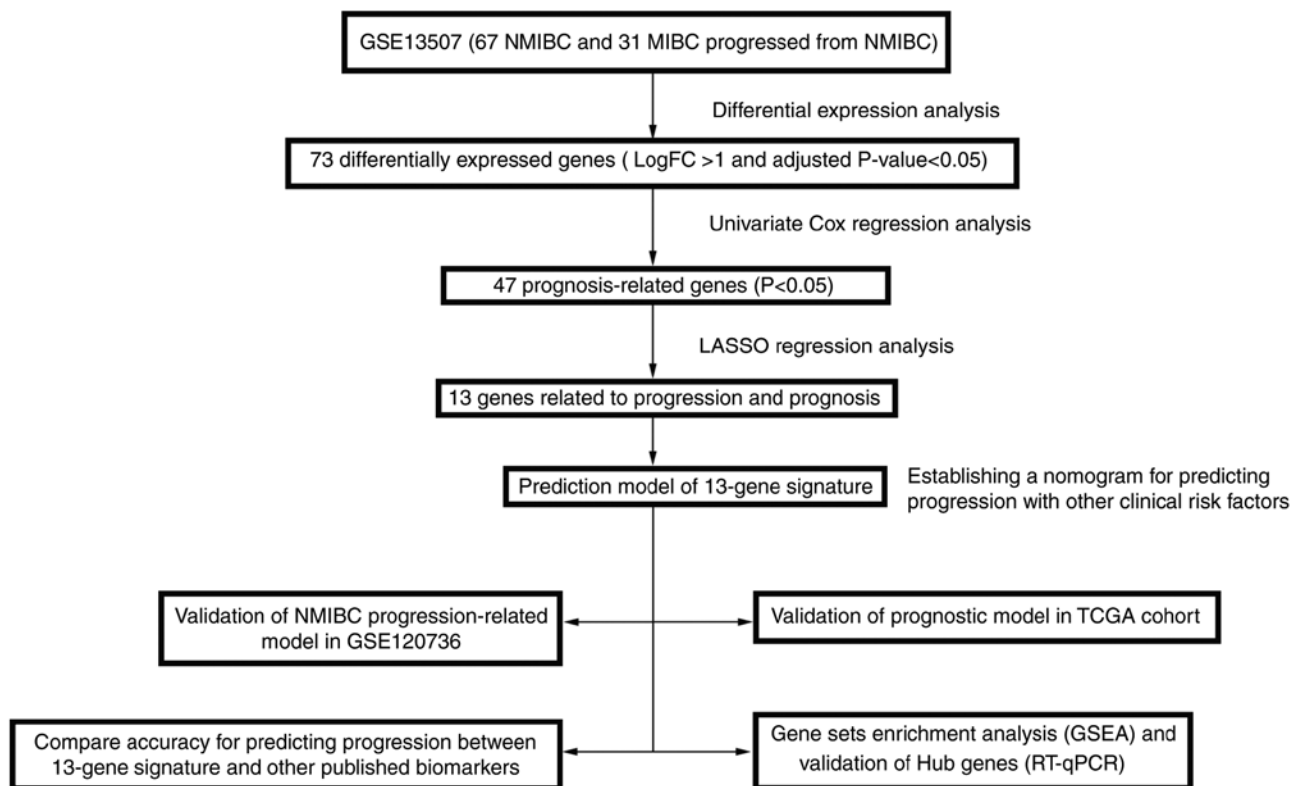 GSE13507 (67 NMIBC and 31 MIBC progressed from NMIBC)
Differential expression analysis
73 differentially expressed genes ( LogFC >1 and adjusted P-value<0.05)
Univariate Cox regression analysis
47 prognosis-related genes (P<0.05)
LASSO regression analysis
13 genes related to progression and prognosis
Prediction model of 13-gene signature
Establishing a nomogram for predicting
progression with other clinical risk factors
Validation of NMIBC progression-related
model in GSE120736
Validation of prognostic model in TCGA cohort
Compare accuracy for predicting progression between
13-gene signature and other published biomarkers
Gene sets enrichment analysis (GSEA) and
validation of Hub genes (RT-qPCR)